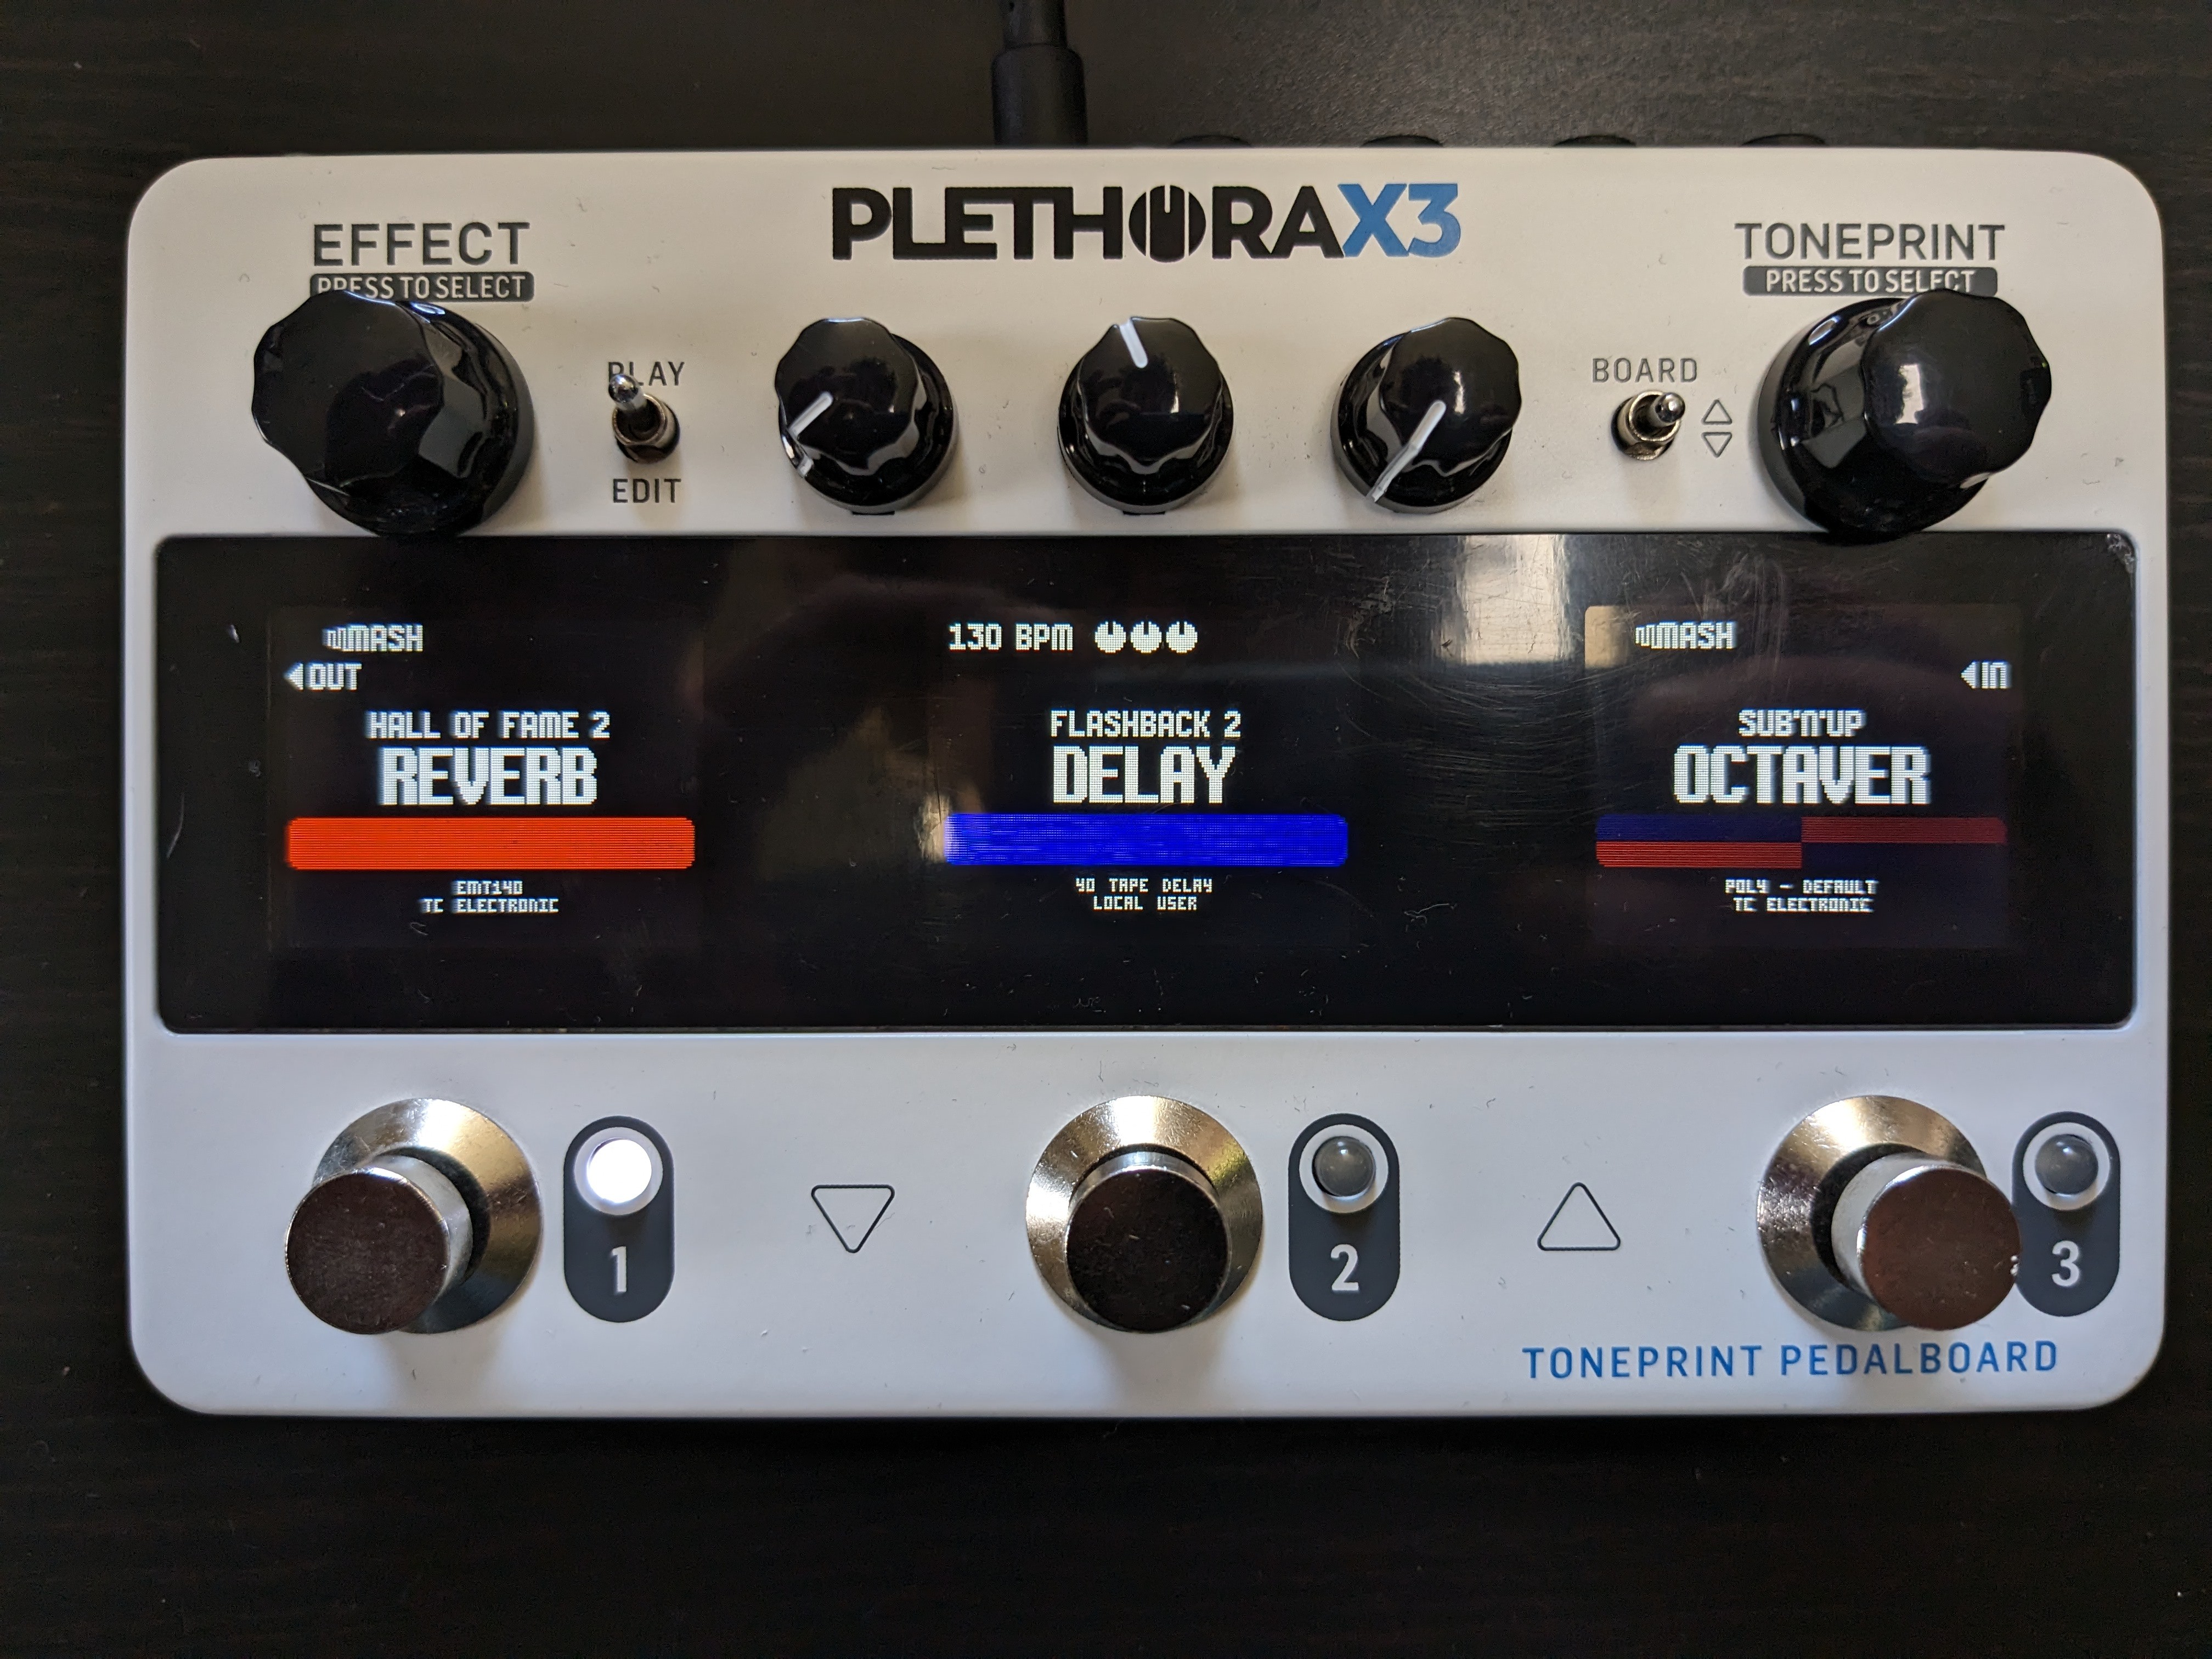 PLETHORAX3
EFFECT
PRESS TO SELECT
TONEPRINT
PRESS TO SELECT
PLAY
EDIT
BOARD
MASH
OUT
HALL OF FAME 2
REVERB
EMT140
TC ELECTRONIC
130 BPM
FLASHBACK 2
DELAY
40 TAPE DELAY
LOCAL USER
MASH
IN
SUB'N'UP
OCTAVER
POLY - DEFAULT
TC ELECTRONIC
1
2
3
TONEPRINT PEDALBOARD